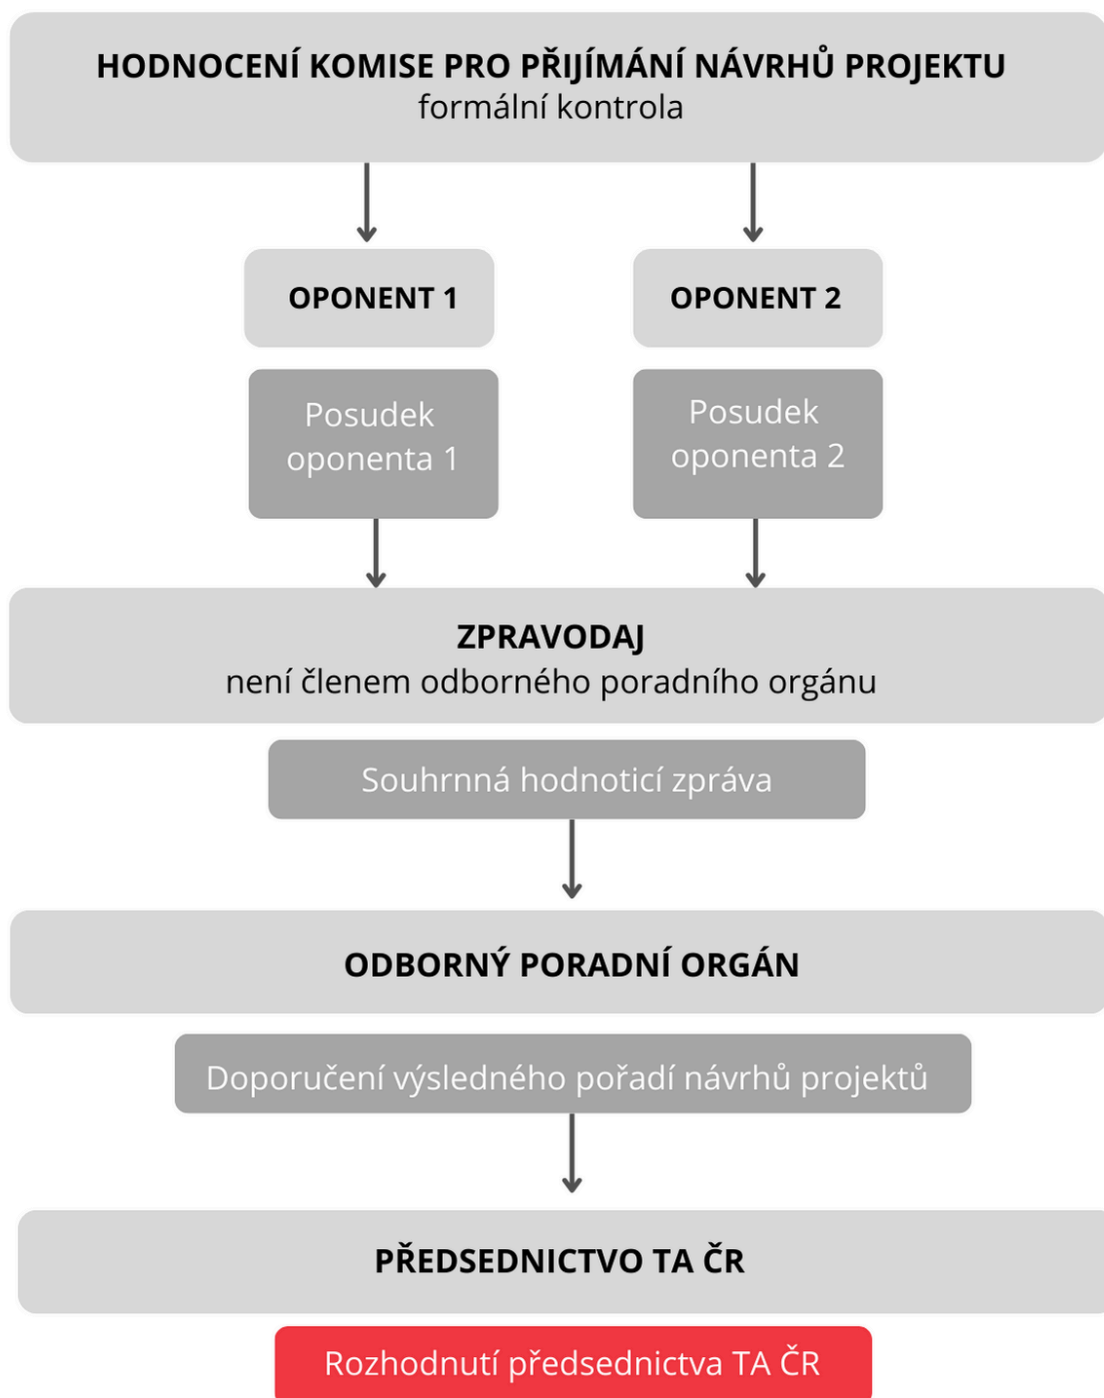 HODNOCENÍ KOMISE PRO PŘIJÍMÁNÍ NÁVRHŮ PROJEKTU
formální kontrola
OPONENT 1
OPONENT 2
Posudek
oponenta 1
Posudek
oponenta 2
ZPRAVODAJ
není členem odborného poradního orgánu
Souhrnná hodnoticí zpráva
ODBORNÝ PORADNÍ ORGÁN
Doporučení výsledného pořadí návrhů projektů
PŘEDSEDNICTVO TA ČR
Rozhodnutí předsednictva TA ČR